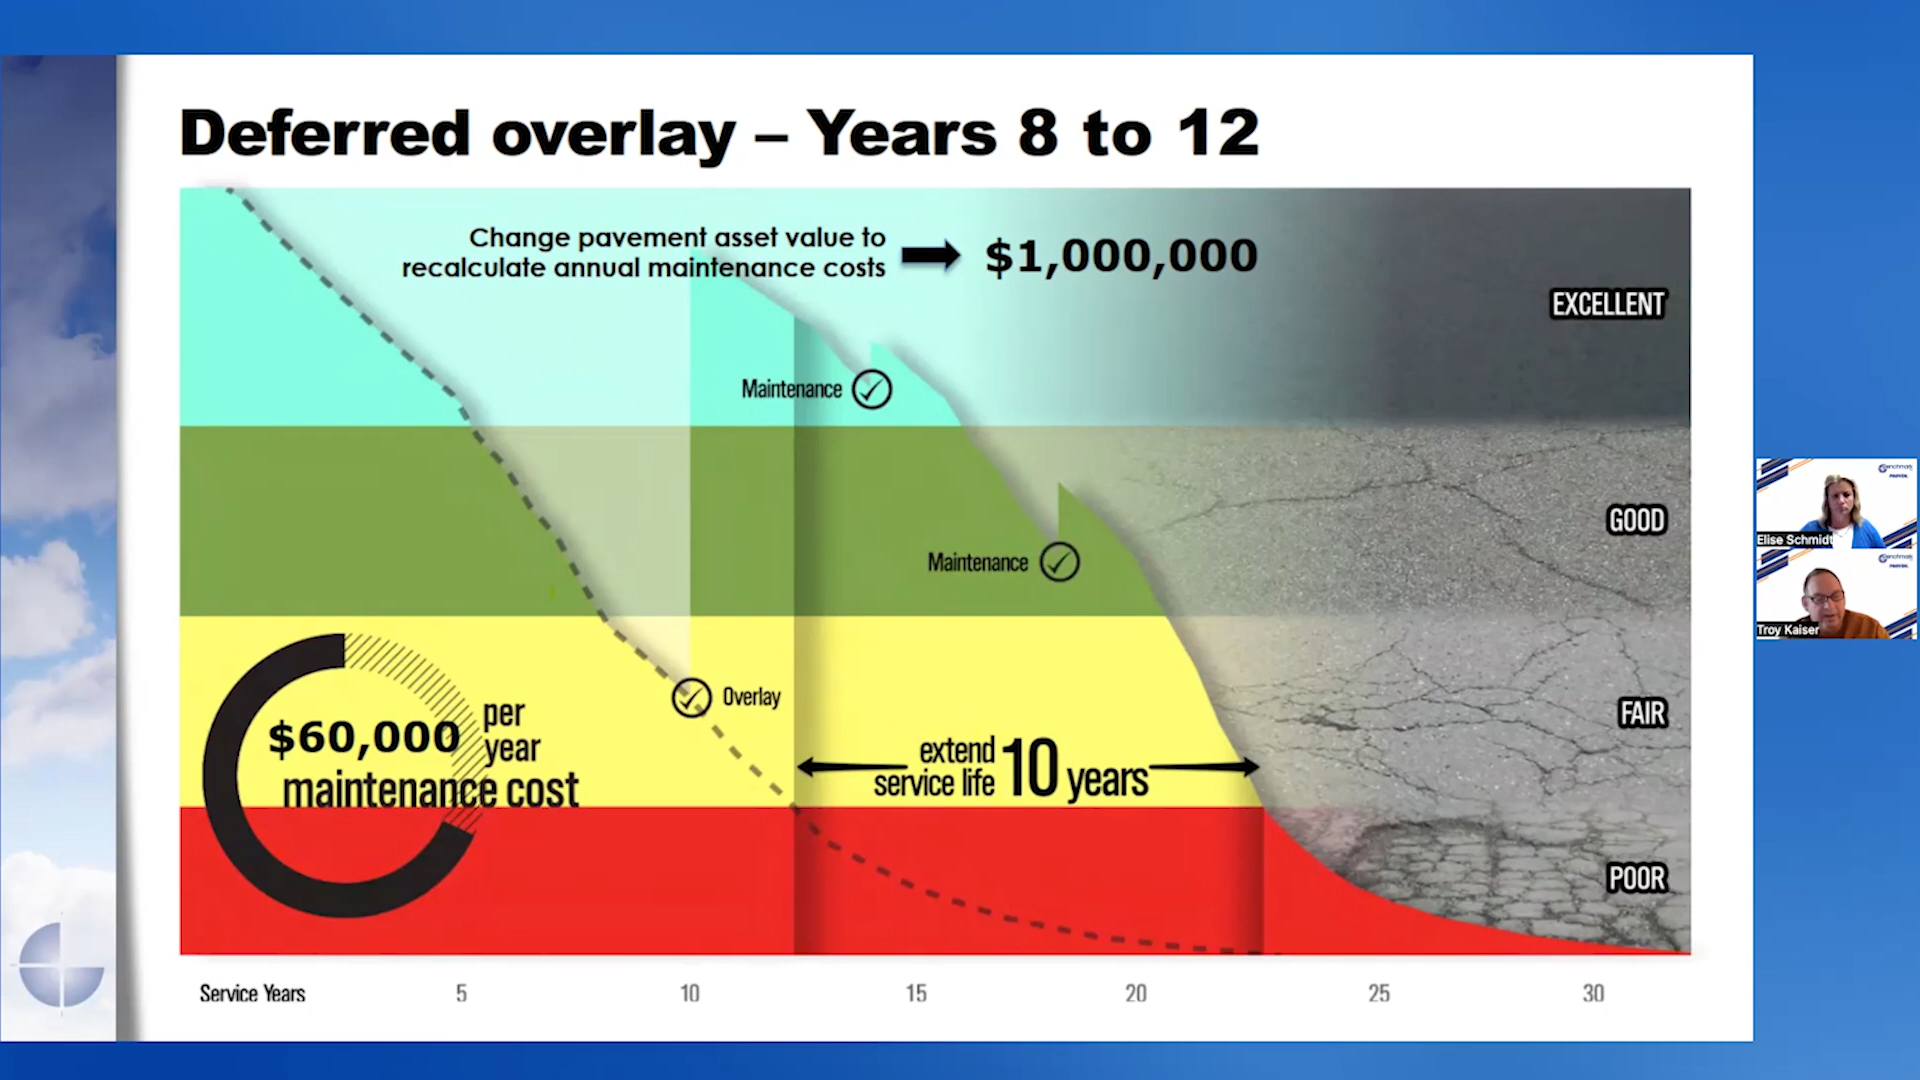 Deferred overlay – Years 8 to 12
Change pavement asset value to
recalculate annual maintenance costs
$1,000,000
EXCELLENT
Maintenance
GOOD
Maintenance
Elise Schmidt
Troy Kaiser
$60,000
per
year
maintenance cost
Overlay
FAIR
extend
service life
10 years
POOR
Service Years
5
10
15
20
25
30